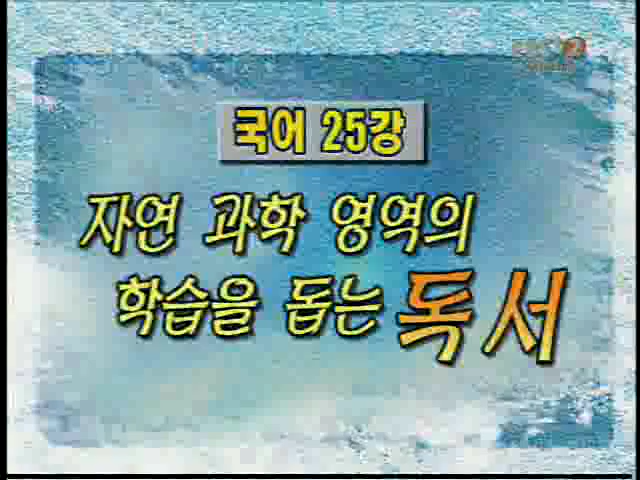 국어 25강
자연 과학 영역의
학습을 돕는 독서